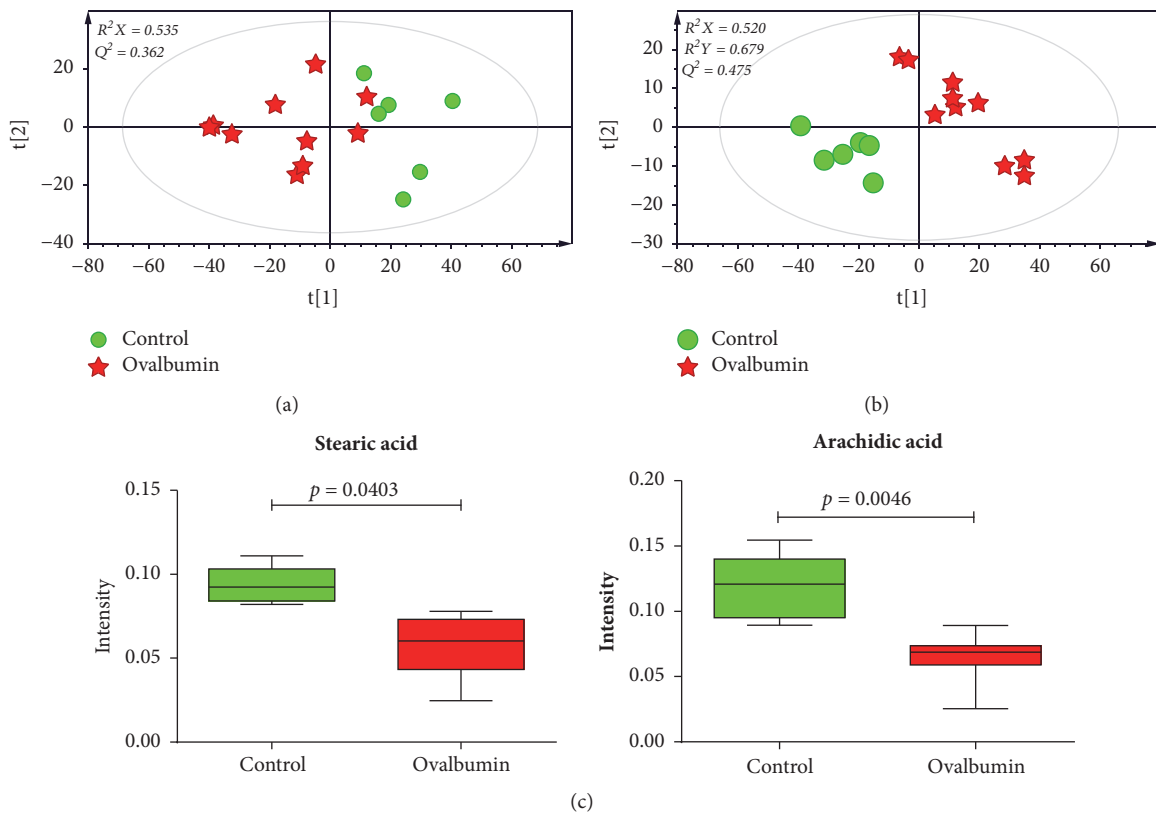 R²X = 0.535
Q² = 0.362
t[2]
20
0
−20
−40
−80
−60
−40
−20
0
20
40
60
t[1]
Control
Ovalbumin
(a)
R²X = 0.520
R²Y = 0.679
Q² = 0.475
t[2]
20
10
0
−10
−20
−30
−80
−60
−40
−20
0
20
40
60
t[1]
Control
Ovalbumin
(b)
Stearic acid
p = 0.0403
Intensity
0.15
0.10
0.05
0.00
Control
Ovalbumin
Arachidic acid
p = 0.0046
Intensity
0.20
0.15
0.10
0.05
0.00
Control
Ovalbumin
(c)